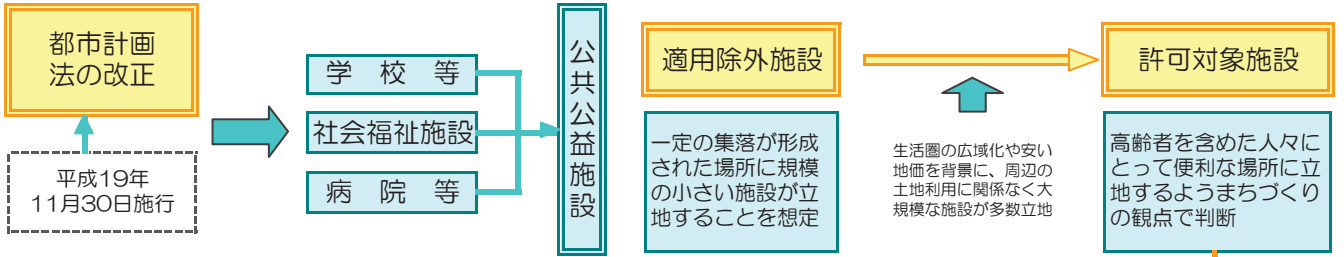 都市計画
法の改正
平成19年
11月30日施行
学校等
社会福祉施設
病院等
公共公益施設
適用除外施設
一定の集落が形成
された場所に規模
の小さい施設が立
地することを想定
生活圏の広域化や安い
地価を背景に、周辺の
土地利用に関係なく大
規模な施設が多数立地
許可対象施設
高齢者を含めた人々に
とって便利な場所に立
地するようまちづくり
の観点で判断